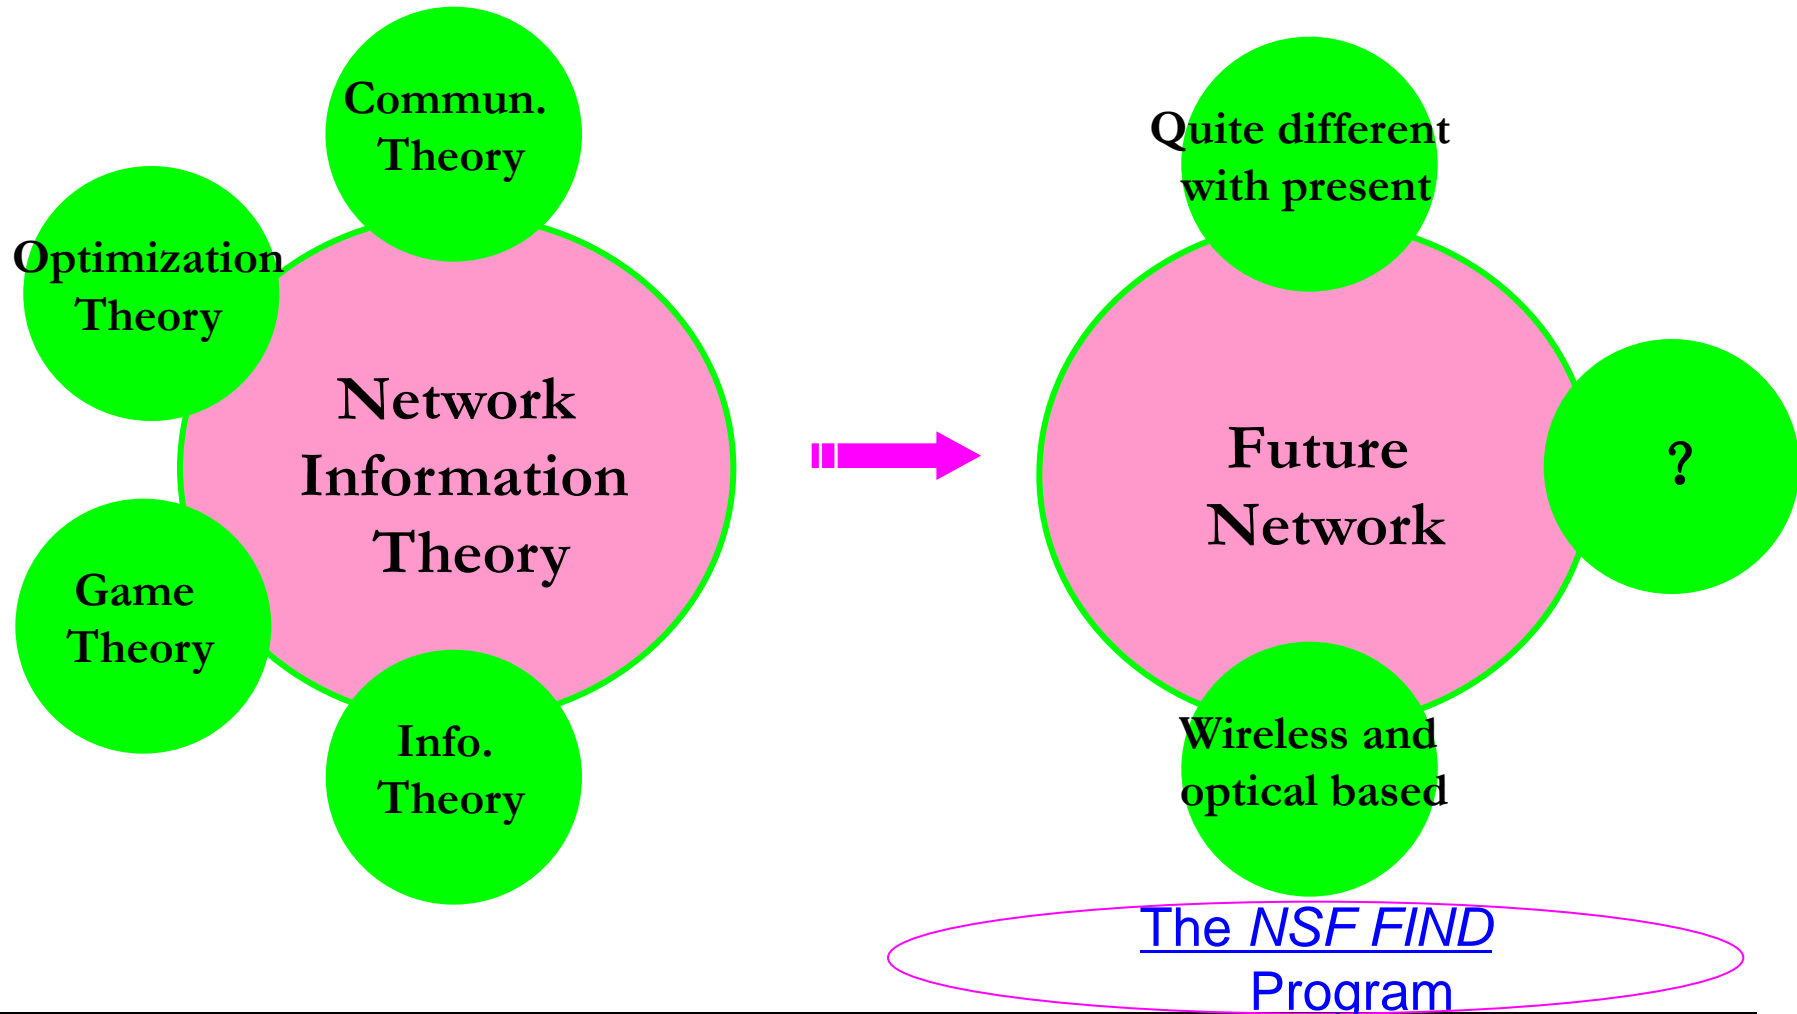 Commun.
Theory
Optimization
Theory
Network
Information
Theory
Game
Theory
Info.
Theory
Quite different
with present
Future
Network
?
Wireless and
optical based
The NSF FIND
Program